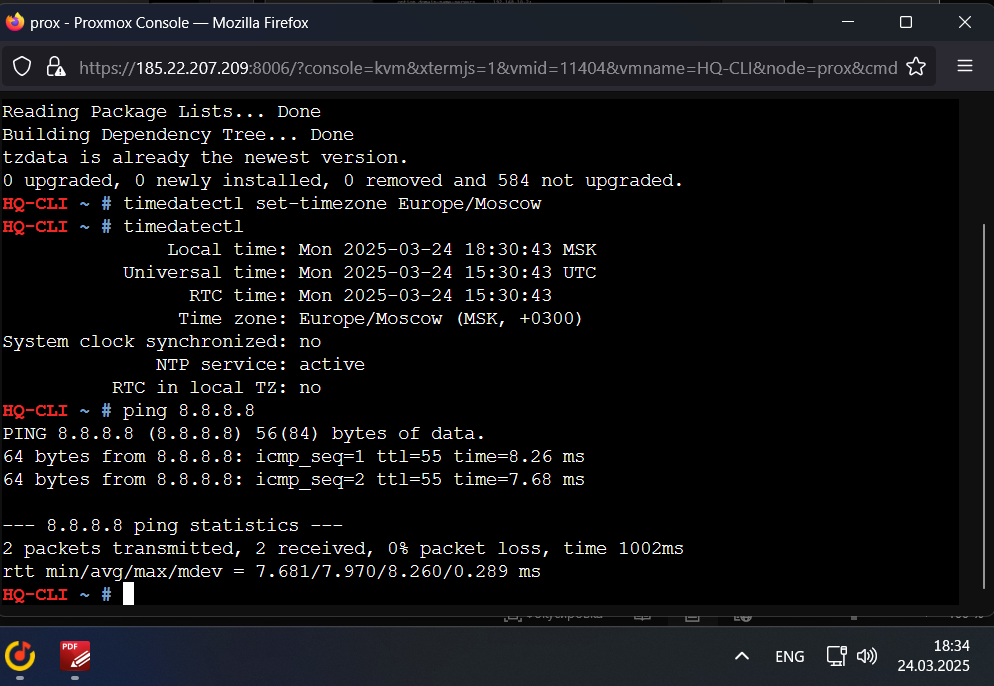 prox - Proxmox Console — Mozilla Firefox
https://185.22.207.209:8006/?console=kvm&xtermjs=1&vmid=11404&vmname=HQ-CLI&node=prox&cmd
Reading Package Lists... Done
Building Dependency Tree... Done
tzdata is already the newest version.
0 upgraded, 0 newly installed, 0 removed and 584 not upgraded.
HQ-CLI ~ # timedatectl set-timezone Europe/Moscow
HQ-CLI ~ # timedatectl
Local time: Mon 2025-03-24 18:30:43 MSK
Universal time: Mon 2025-03-24 15:30:43 UTC
RTC time: Mon 2025-03-24 15:30:43
Time zone: Europe/Moscow (MSK, +0300)
System clock synchronized: no
NTP service: active
RTC in local TZ: no
HQ-CLI ~ # ping 8.8.8.8
PING 8.8.8.8 (8.8.8.8) 56(84) bytes of data.
64 bytes from 8.8.8.8: icmp_seq=1 ttl=55 time=8.26 ms
64 bytes from 8.8.8.8: icmp_seq=2 ttl=55 time=7.68 ms
--- 8.8.8.8 ping statistics ---
2 packets transmitted, 2 received, 0% packet loss, time 1002ms
rtt min/avg/max/mdev = 7.681/7.970/8.260/0.289 ms
HQ-CLI ~ #
PDF
ENG
18:34
24.03.2025